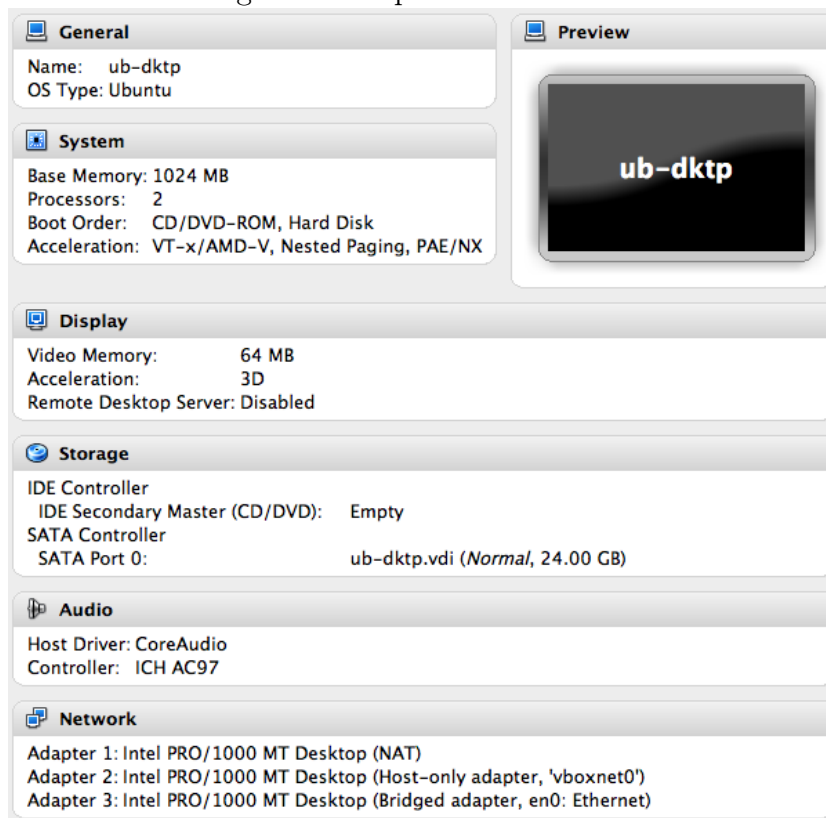 General
Name: ub-dktp
OS Type: Ubuntu
Preview
ub-dktp
System
Base Memory: 1024 MB
Processors: 2
Boot Order: CD/DVD-ROM, Hard Disk
Acceleration: VT-x/AMD-V, Nested Paging, PAE/NX
Display
Video Memory: 64 MB
Acceleration: 3D
Remote Desktop Server: Disabled
Storage
IDE Controller
IDE Secondary Master (CD/DVD): Empty
SATA Controller
SATA Port 0: ub-dktp.vdi (Normal, 24.00 GB)
Audio
Host Driver: CoreAudio
Controller: ICH AC97
Network
Adapter 1: Intel PRO/1000 MT Desktop (NAT)
Adapter 2: Intel PRO/1000 MT Desktop (Host-only adapter, 'vboxnet0')
Adapter 3: Intel PRO/1000 MT Desktop (Bridged adapter, en0: Ethernet)